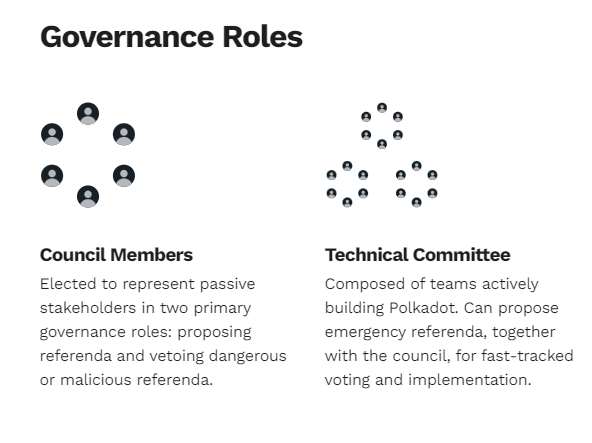 Governance Roles
Council Members
Elected to represent passive
stakeholders in two primary
governance roles: proposing
referenda and vetoing dangerous
or malicious referenda.
Technical Committee
Composed of teams actively
building Polkadot. Can propose
emergency referenda, together
with the council, for fast-tracked
voting and implementation.